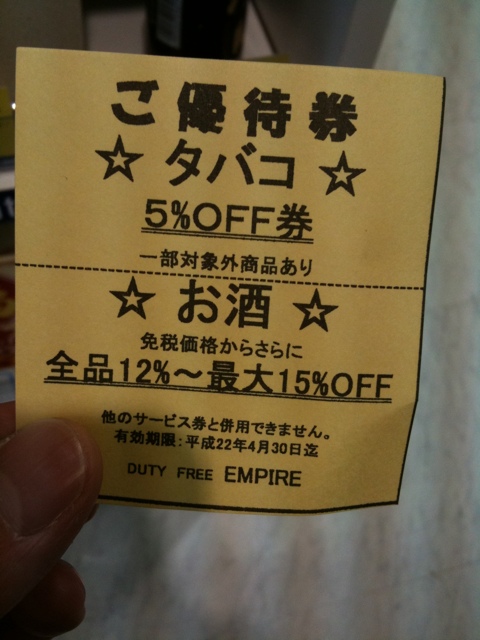 ご優待券
☆ タバコ ☆
5%OFF券
一部対象外商品あり
☆ お酒 ☆
免税価格からさらに
全品12%～最大15%OFF
他のサービス券と併用できません。
有効期限:平成22年4月30日迄
DUTY FREE EMPIRE